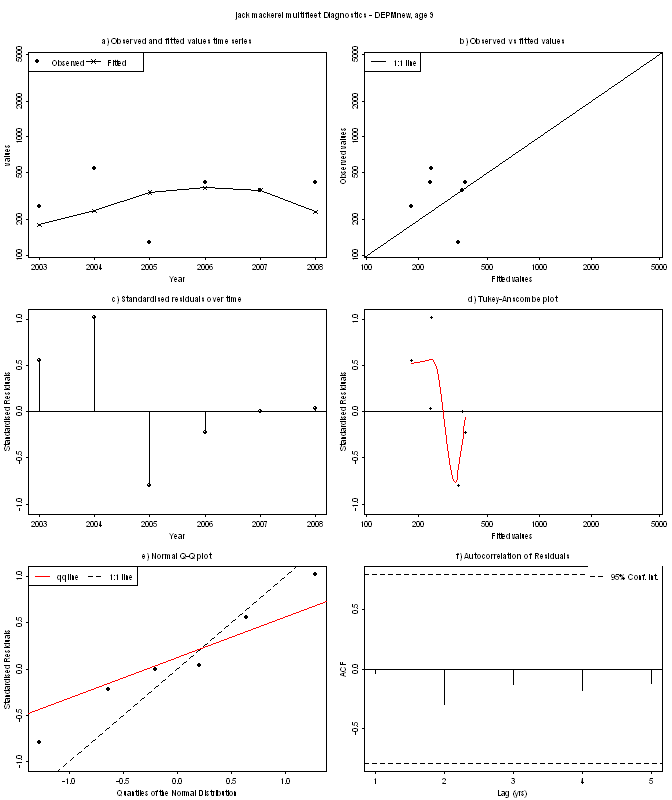 jack mackerel multifleet Diagnostics - DEPMnew, age 9
a) Observed and fitted values time series
Observed
Fitted
values
100 200 500 1000 2000 5000
2003 2004 2005 2006 2007 2008
Year
b) Observed vs fitted values
1:1 line
Observed values
100 200 500 1000 2000 5000
100 200 500 1000 2000 5000
Fitted values
c) Standardised residuals over time
Standardised Residuals
-1.0 -0.5 0.0 0.5 1.0
2003 2004 2005 2006 2007 2008
Year
d) Tukey-Anscombe plot
Standardised Residuals
-1.0 -0.5 0.0 0.5 1.0
100 200 500 1000 2000 5000
Fitted values
e) Normal Q-Q plot
qq line
1:1 line
Standardised Residuals
-1.0 -0.5 0.0 0.5 1.0
-1.0 -0.5 0.0 0.5 1.0
Quantiles of the Normal Distribution
f) Autocorrelation of Residuals
95% Conf. Int.
ACF
-0.5 0.0 0.5
1 2 3 4 5
Lag (yrs)